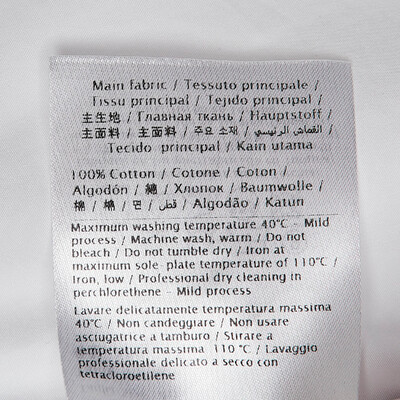 Main fabric / Tessuto principale /
Tissu principal / Tejido principal /
主生地 / Главная ткань / Hauptstoff /
主面料 / 主面料 / 주요 소재 / القماش الرئيسي /
Tecido principal / Kain utama
100% Cotton / Cotone / Coton /
Algodón / 綿 / Хлопок / Baumwolle /
棉 / 棉 / 면 / قطن / Algodão / Katun
Maximum washing temperature 40°C - Mild
process / Machine wash, warm / Do not
bleach / Do not tumble dry / Iron at
maximum sole-plate temperature of 110°C /
Iron, low / Professional dry cleaning in
perchlorethene - Mild process
Lavare delicatamente temperatura massima
40°C / Non candeggiare / Non usare
asciugatrice a tamburo / Stirare a
temperatura massima 110 °C / Lavaggio
professionale delicato a secco con
tetracloroetilene